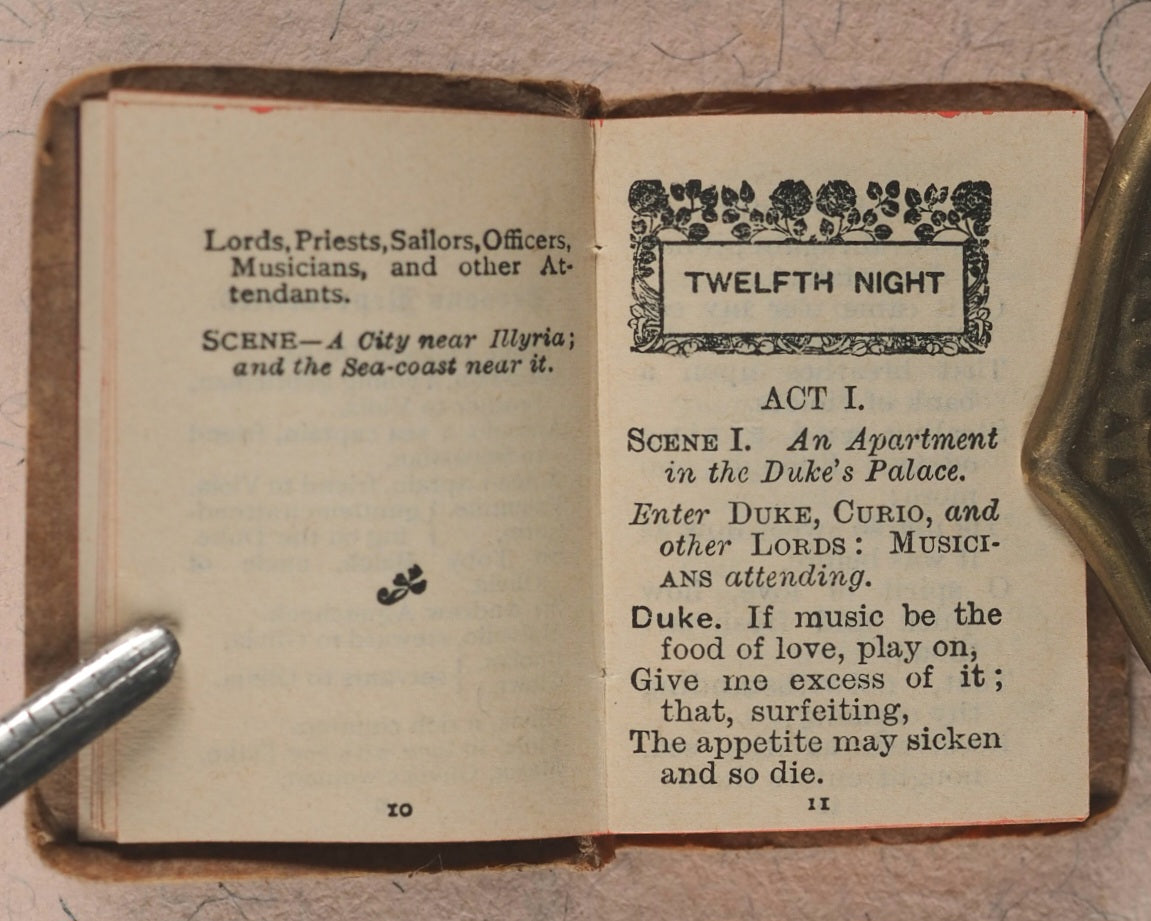 Lords, Priests, Sailors, Officers,
Musicians, and other At-
tendants.
SCENE—A City near Illyria;
and the Sea-coast near it.
10
TWELFTH NIGHT
ACT I.
SCENE I. An Apartment
in the Duke's Palace.
Enter DUKE, CURIO, and
other LORDS: MUSICI-
ANS attending.
Duke. If music be the
food of love, play on,
Give me excess of it;
that, surfeiting,
The appetite may sicken
and so die.
11